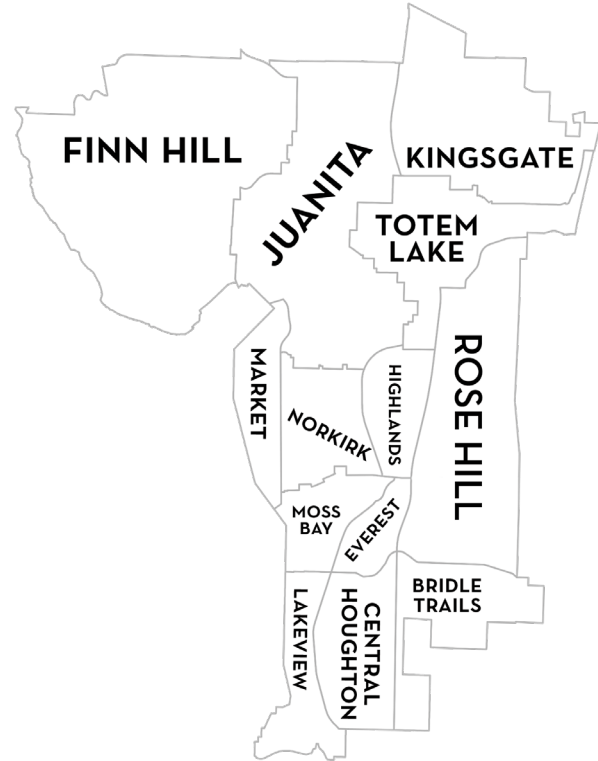 FINN HILL
JUANITA
KINGSGATE
TOTEM
LAKE
MARKET
NORKIRK
HIGHLANDS
ROSE HILL
MOSS
BAY
EVEREST
LAKEVIEW
CENTRAL
HOUGHTON
BRIDLE
TRAILS